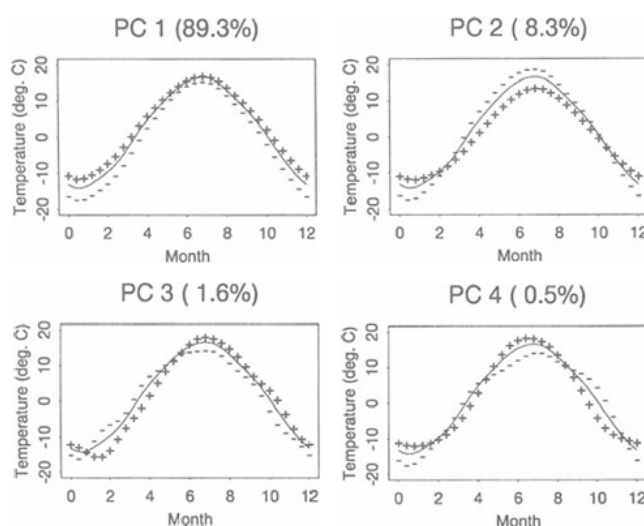 PC 1 (89.3%)
Temperature (deg. C)
20
10
0
-10
-20
0 2 4 6 8 10 12
Month
PC 2 ( 8.3%)
Temperature (deg. C)
20
10
0
-10
-20
0 2 4 6 8 10 12
Month
PC 3 ( 1.6%)
Temperature (deg. C)
20
10
0
-10
-20
0 2 4 6 8 10 12
Month
PC 4 ( 0.5%)
Temperature (deg. C)
20
10
0
-10
-20
0 2 4 6 8 10 12
Month